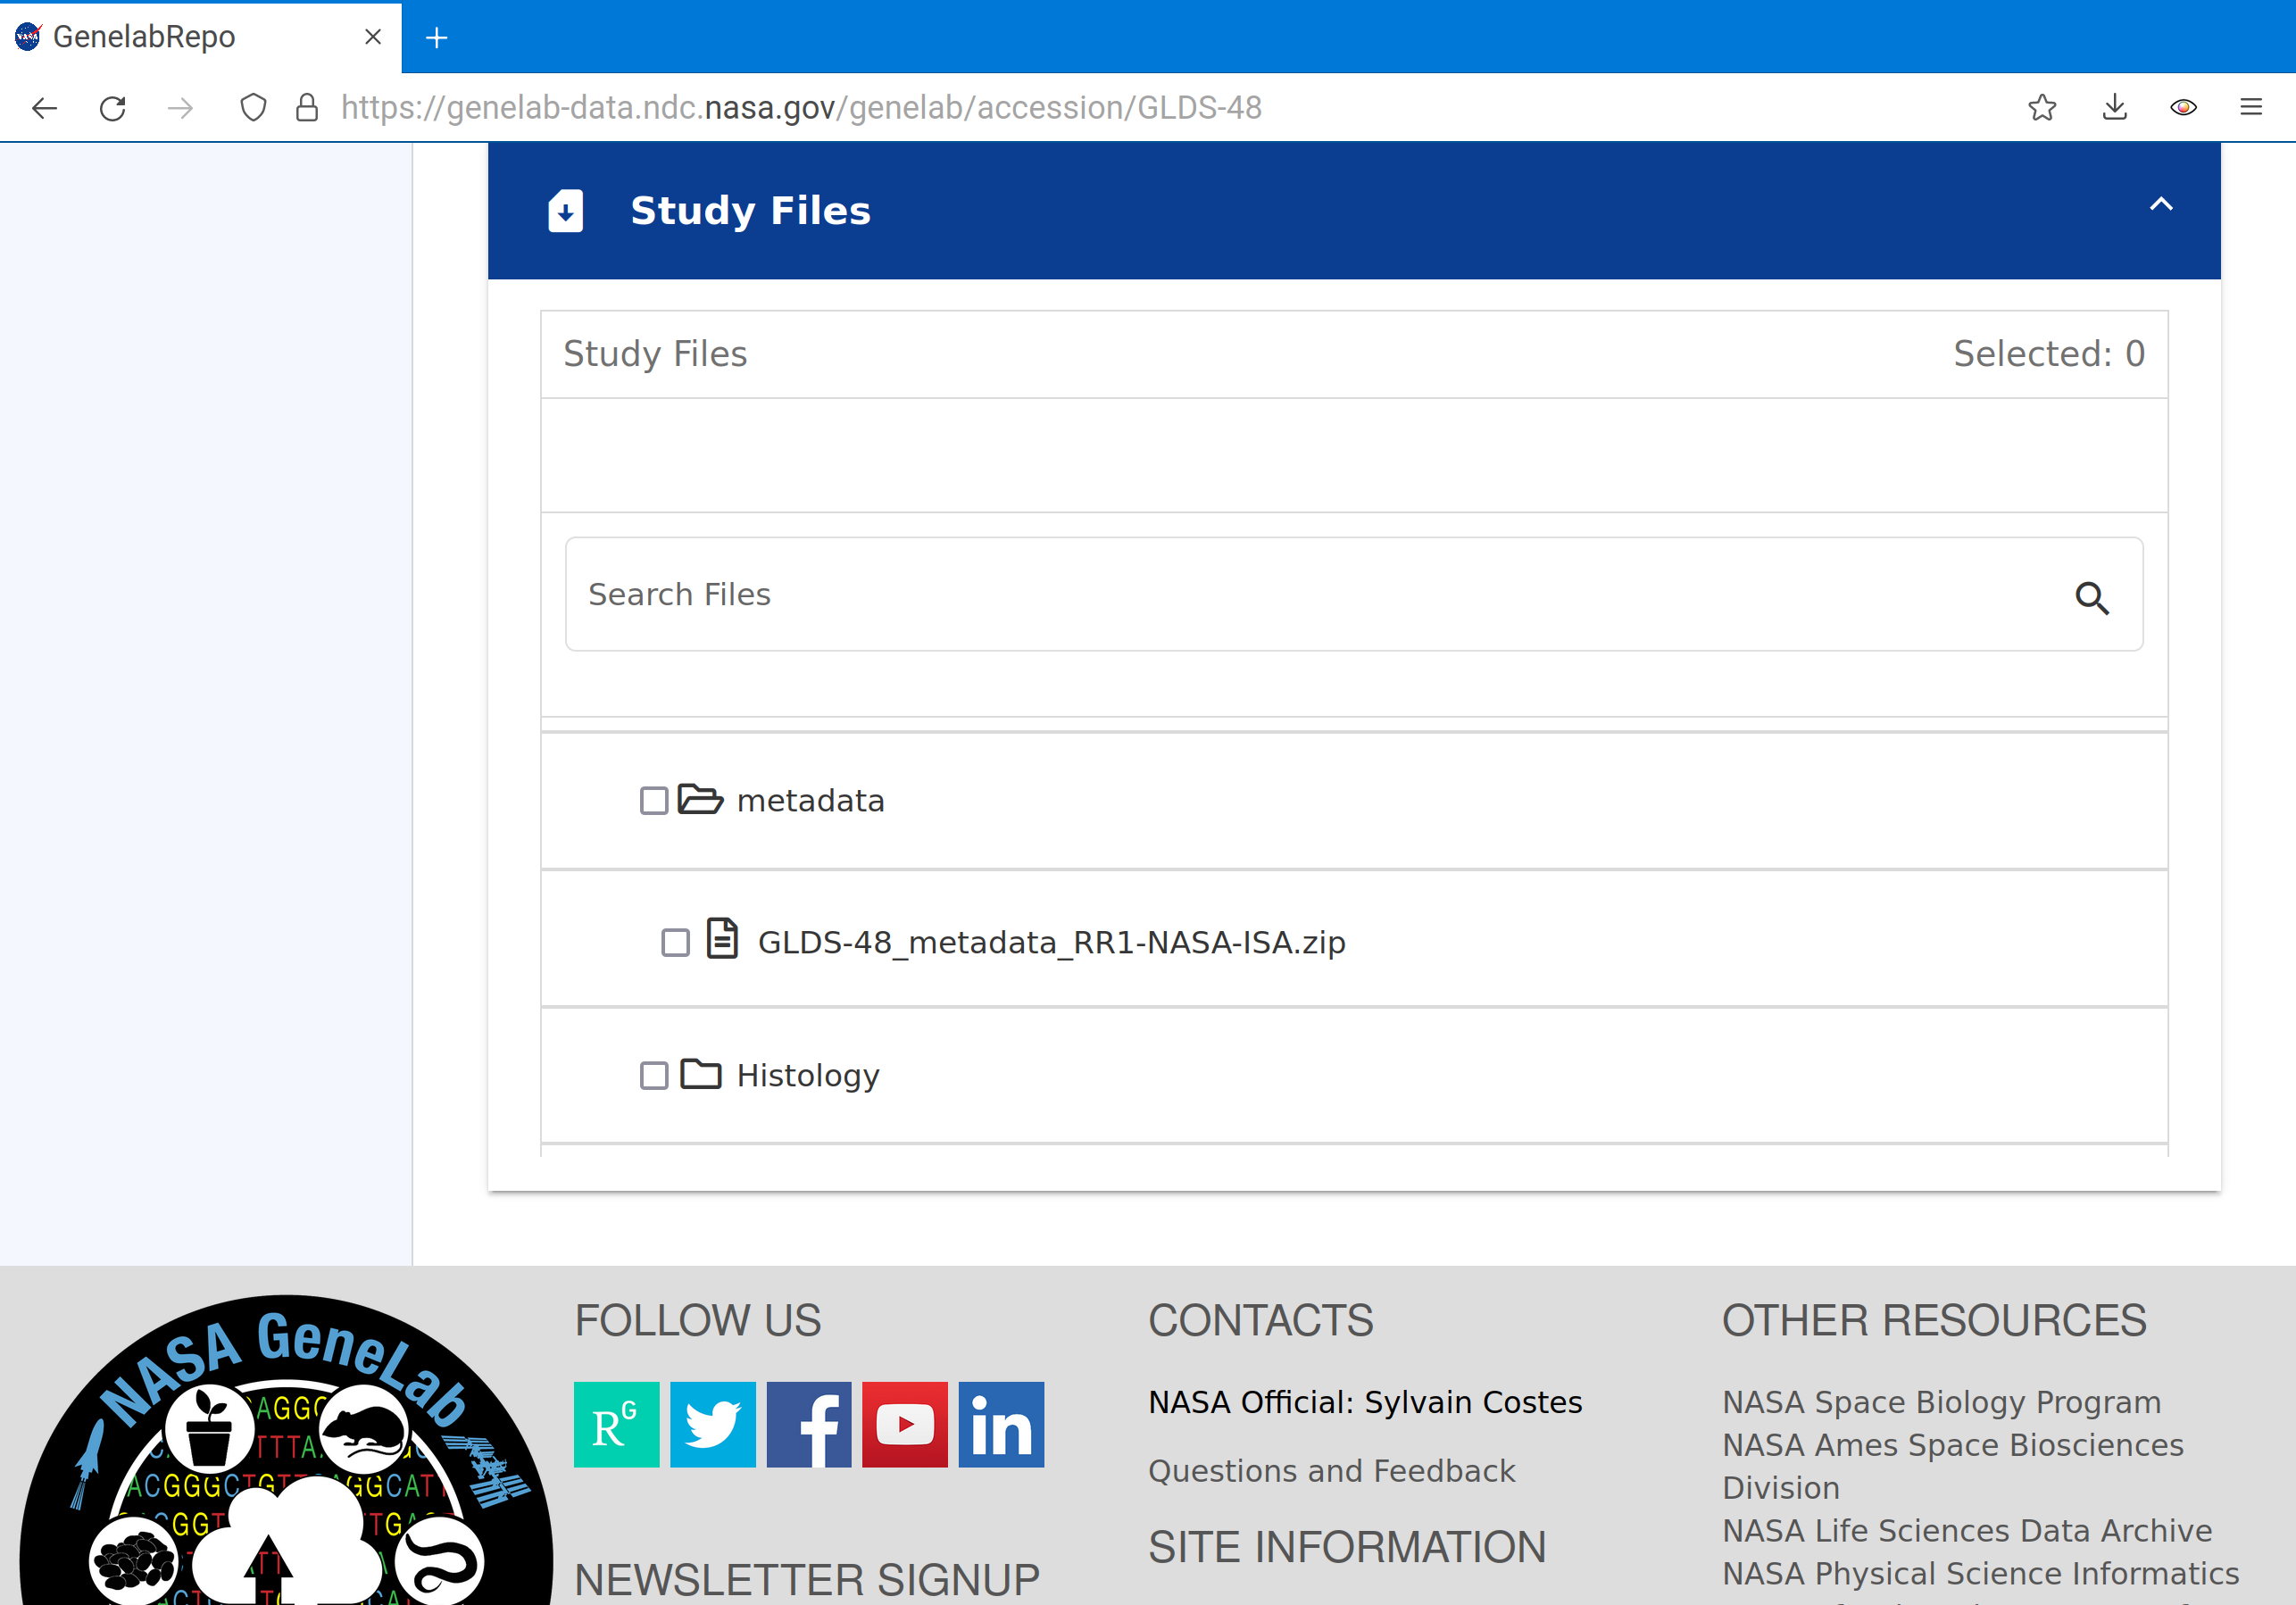 GenelabRepo
https://genelab-data.ndc.nasa.gov/genelab/accession/GLDS-48
Study Files
Study Files Selected: 0
Search Files
metadata
GLDS-48_metadata_RR1-NASA-ISA.zip
Histology
NASA GeneLab
FOLLOW US
RG
NEWSLETTER SIGNUP
CONTACTS
NASA Official: Sylvain Costes
Questions and Feedback
SITE INFORMATION
OTHER RESOURCES
NASA Space Biology Program
NASA Ames Space Biosciences
Division
NASA Life Sciences Data Archive
NASA Physical Science Informatics